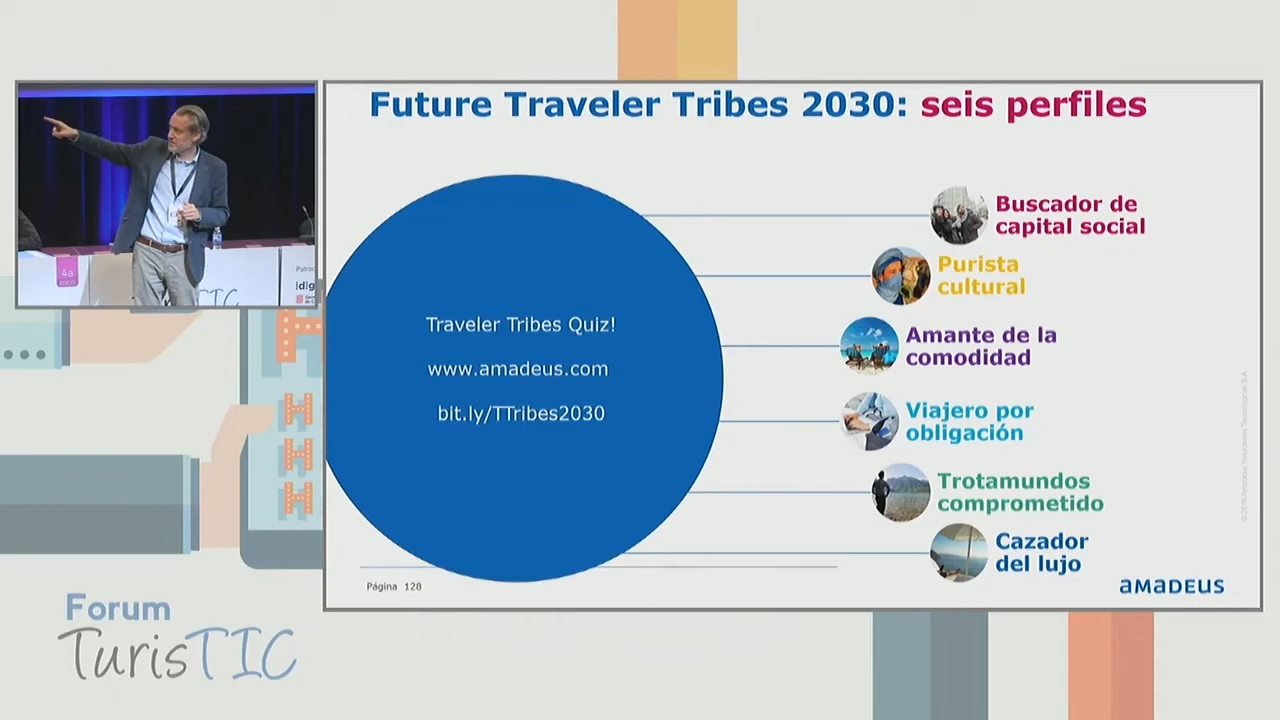 Future Traveler Tribes 2030: seis perfiles
Buscador de
capital social
Purista
cultural
Traveler Tribes Quiz!
www.amadeus.com
bit.ly/TTribes2030
Amante de la
comodidad
Viajero por
obligación
Trotamundos
comprometido
Cazador
del lujo
Página 128
amadeus
4a
Forum
TurisTIC